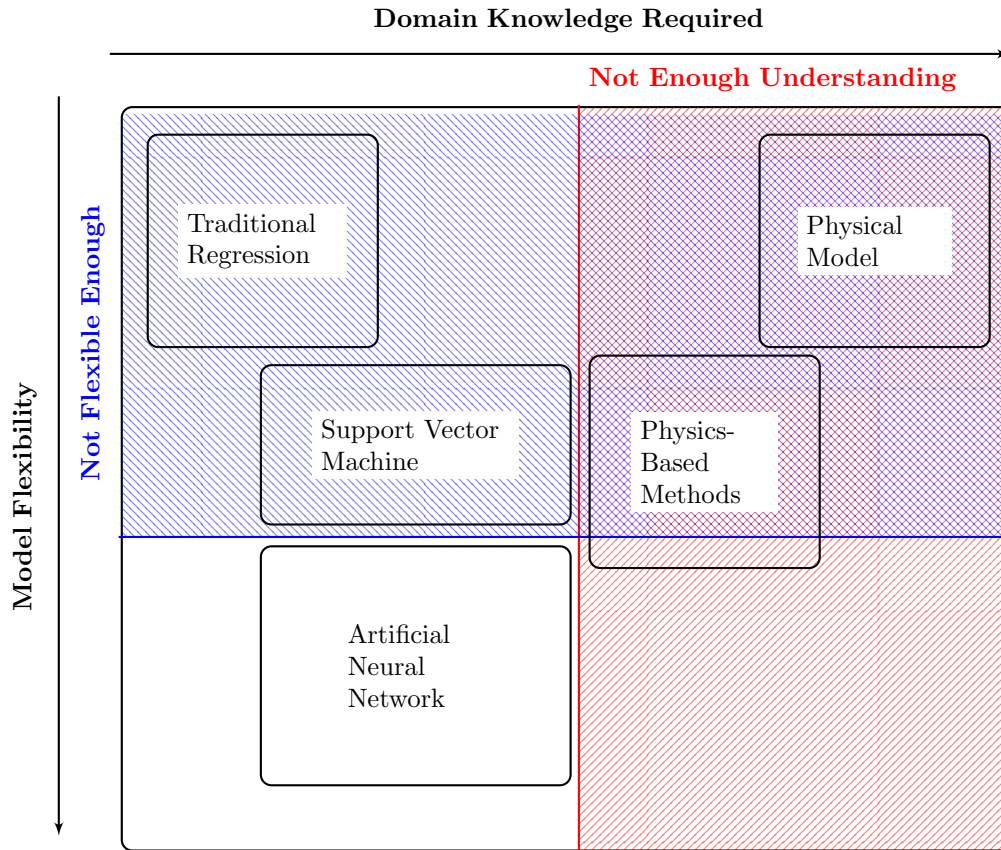 Domain Knowledge Required
Not Enough Understanding
Model Flexibility
Not Flexible Enough
Traditional
Regression
Physical
Model
Support Vector
Machine
Physics-
Based
Methods
Artificial
Neural
Network